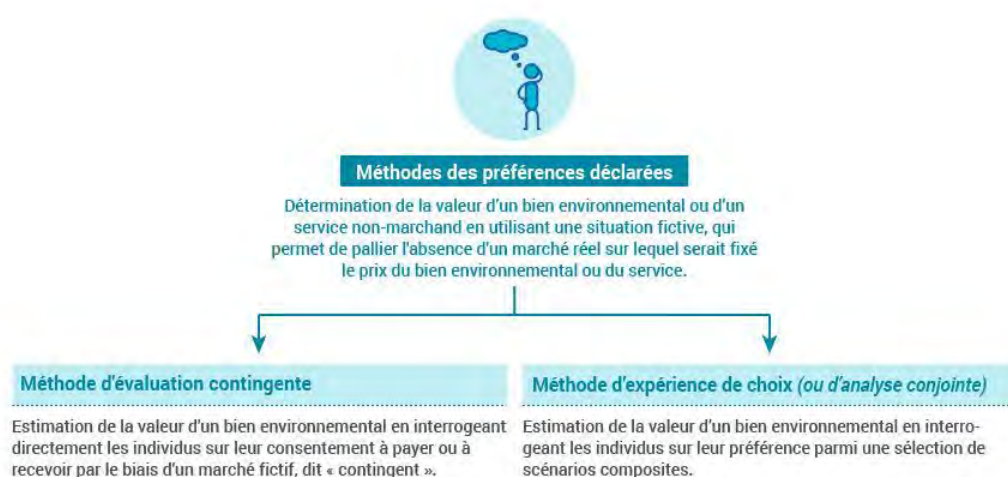 Méthodes des préférences déclarées
Détermination de la valeur d'un bien environnemental ou d'un
service non-marchand en utilisant une situation fictive, qui
permet de pallier l'absence d'un marché réel sur lequel serait fixé
le prix du bien environnemental ou du service.
Méthode d'évaluation contingente
Estimation de la valeur d'un bien environnemental en interrogeant
directement les individus sur leur consentement à payer ou à
recevoir par le biais d'un marché fictif, dit « contingent ».
Méthode d'expérience de choix (ou d'analyse conjointe)
Estimation de la valeur d'un bien environnemental en interro-
geant les individus sur leur préférence parmi une sélection de
scénarios composites.